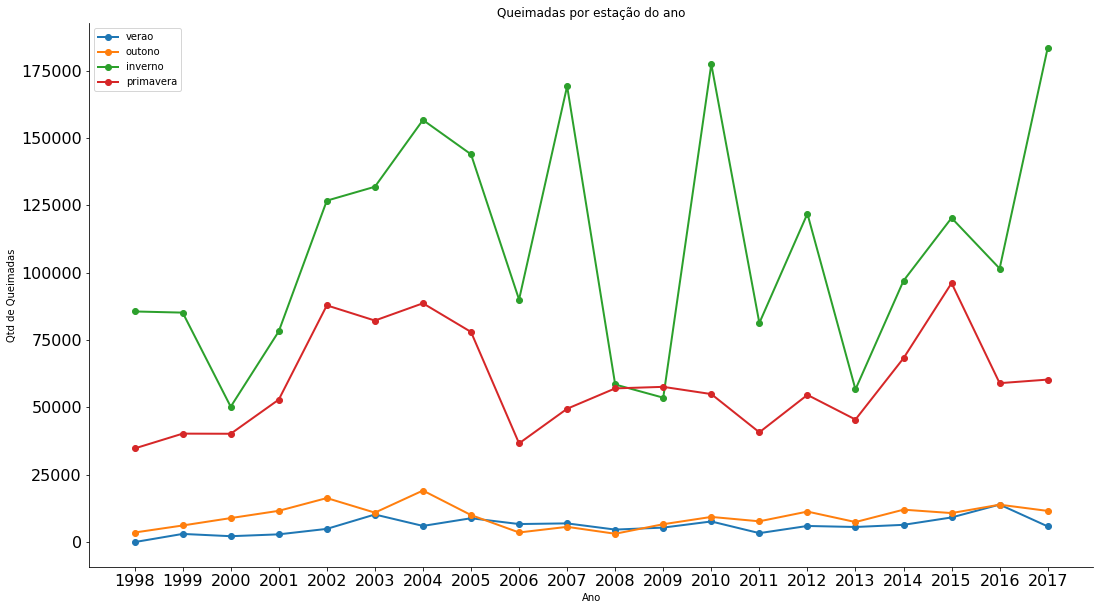 Queimadas por estação do ano
verao
outono
inverno
primavera
Qtd de Queimadas
175000
150000
125000
100000
75000
50000
25000
0
1998 1999 2000 2001 2002 2003 2004 2005 2006 2007 2008 2009 2010 2011 2012 2013 2014 2015 2016 2017
Ano